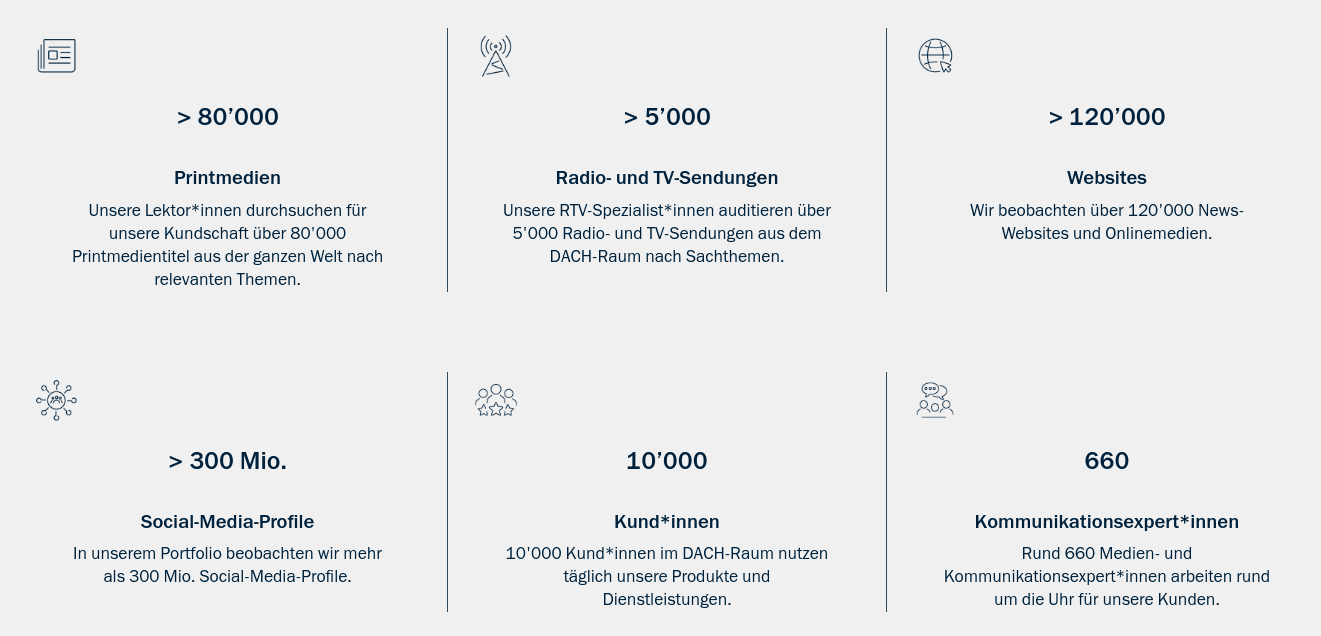 > 80’000
Printmedien
Unsere Lektor*innen durchsuchen für
unsere Kundschaft über 80'000
Printmedientitel aus der ganzen Welt nach
relevanten Themen.
> 5’000
Radio- und TV-Sendungen
Unsere RTV-Spezialist*innen auditieren über
5'000 Radio- und TV-Sendungen aus dem
DACH-Raum nach Sachthemen.
> 120’000
Websites
Wir beobachten über 120'000 News-
Websites und Onlinemedien.
> 300 Mio.
Social-Media-Profile
In unserem Portfolio beobachten wir mehr
als 300 Mio. Social-Media-Profile.
10’000
Kund*innen
10'000 Kund*innen im DACH-Raum nutzen
täglich unsere Produkte und
Dienstleistungen.
660
Kommunikationsexpert*innen
Rund 660 Medien- und
Kommunikationsexpert*innen arbeiten rund
um die Uhr für unsere Kunden.